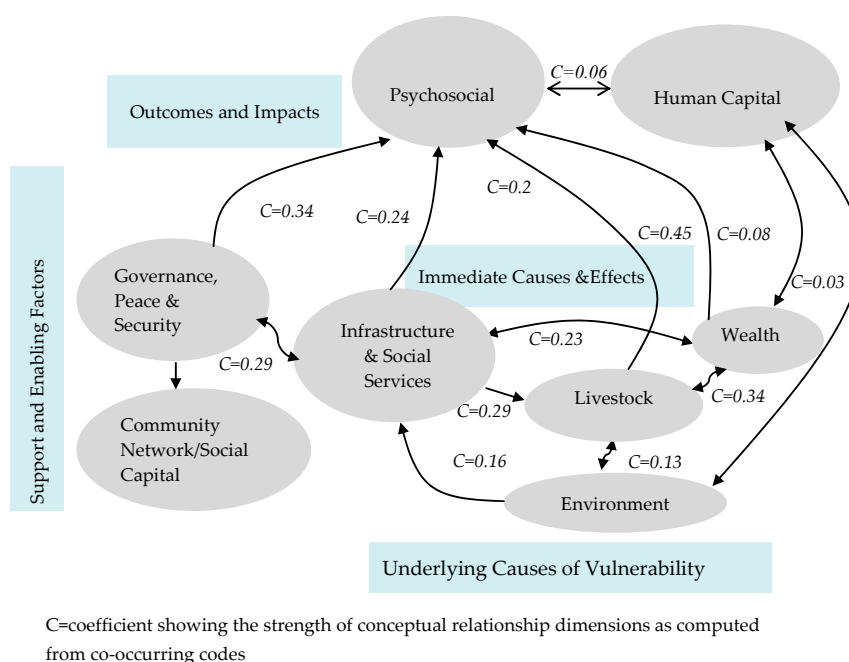 C=0.06
Psychosocial
Human Capital
Outcomes and Impacts
C=0.2
C=0.34
C=0.24
C=0.45
C=0.08
Support and Enabling Factors
Governance,
Peace &
Security
Immediate Causes &Effects
C=0.03
Infrastructure
& Social
Services
C=0.23
Wealth
C=0.29
Livestock
C=0.34
C=0.29
Community
Network/Social
Capital
C=0.16
C=0.13
Environment
Underlying Causes of Vulnerability
C=coefficient showing the strength of conceptual relationship dimensions as computed
from co-occurring codes